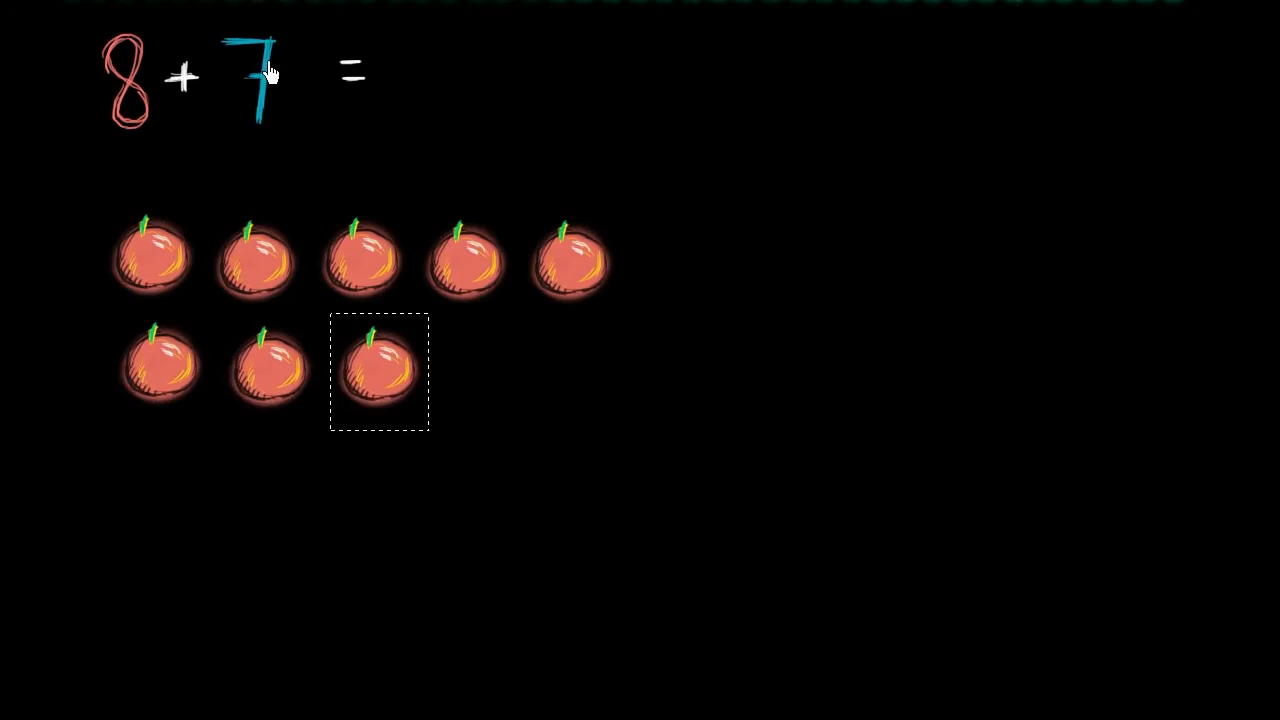 8 + 7 =